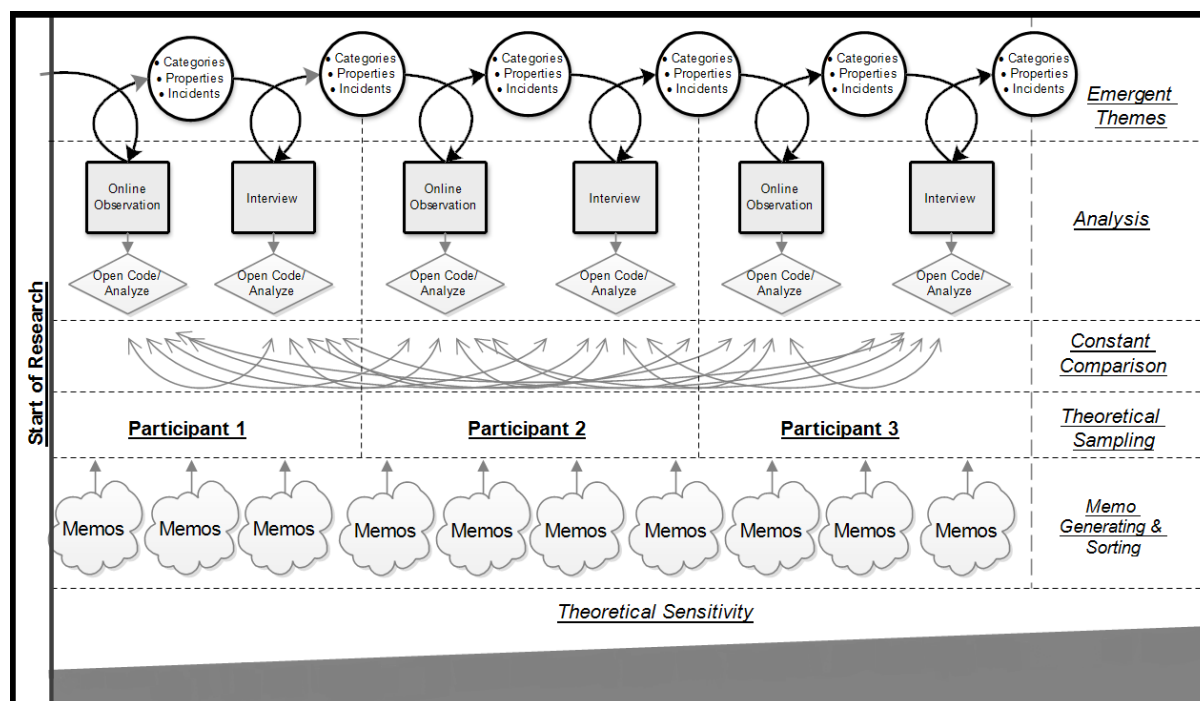 Start of Research
• Categories
• Properties
• Incidents
• Categories
• Properties
• Incidents
• Categories
• Properties
• Incidents
• Categories
• Properties
• Incidents
• Categories
• Properties
• Incidents
• Categories
• Properties
• Incidents
Emergent
Themes
Online
Observation
Interview
Online
Observation
Interview
Online
Observation
Interview
Analysis
Open Code/
Analyze
Open Code/
Analyze
Open Code/
Analyze
Open Code/
Analyze
Open Code/
Analyze
Open Code/
Analyze
Constant
Comparison
Participant 1
Participant 2
Participant 3
Theoretical
Sampling
Memos
Memos
Memos
Memos
Memos
Memos
Memos
Memos
Memos
Memos
Memo
Generating &
Sorting
Theoretical Sensitivity